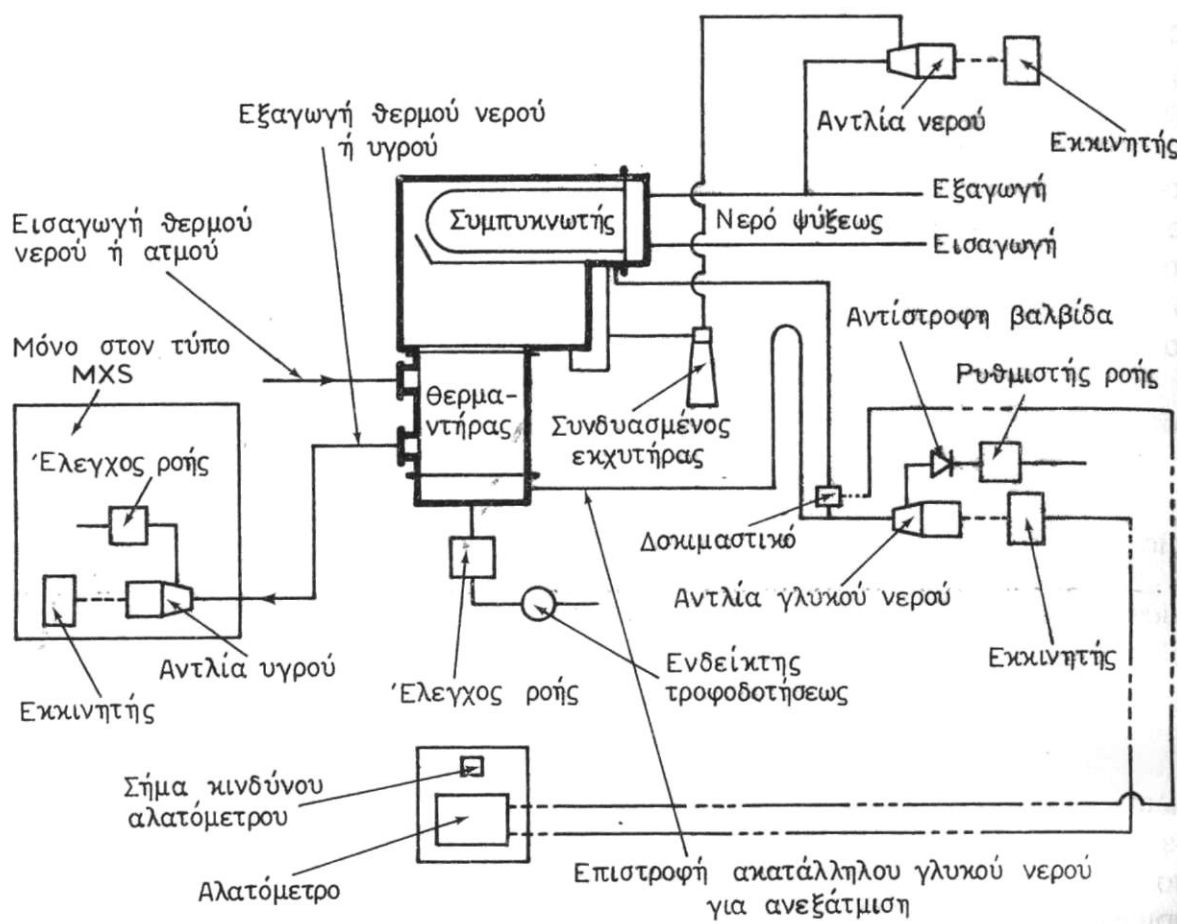 Αντλία νερού
Εκκινητής
Εξαγωγή θερμού νερού
ή υγρού
Εξαγωγή
Συμπυκνωτής
Νερό ψύξεως
Εισαγωγή
Εισαγωγή θερμού
νερού ή ατμού
Αντίστροφη βαλβίδα
Μόνο στον τύπο
MXS
Ρυθμιστής ροής
θερμα-
ντήρας
Συνδυασμένος
εκχυτήρας
Έλεγχος ροής
Δοκιμαστικό
Αντλία γλυκού νερού
Αντλία υγρού
Ενδείκτης
τροφοδοτήσεως
Εκκινητής
Έλεγχος ροής
Εκκινητής
Σήμα κινδύνου
αλατόμετρου
Αλατόμετρο
Επιστροφή ακατάλληλου γλυκού νερού
για ανεξάτμιση